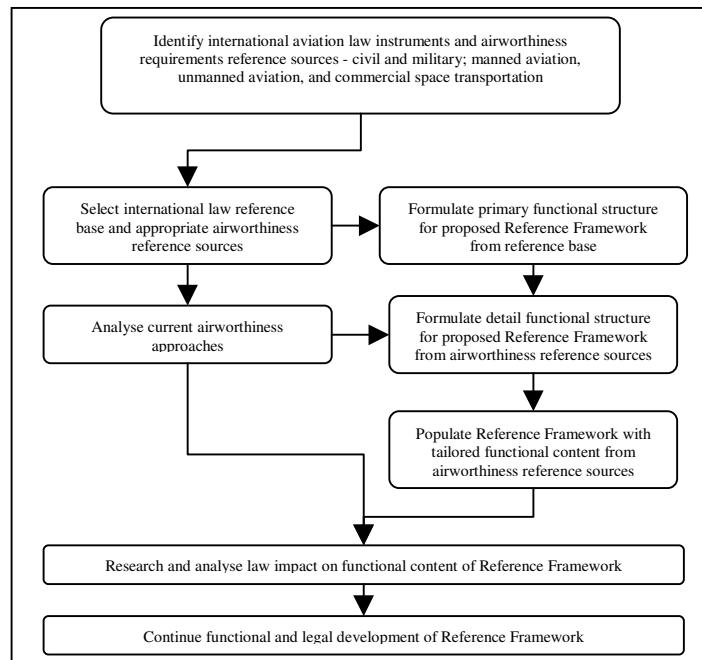 Identify international aviation law instruments and airworthiness
requirements reference sources - civil and military; manned aviation,
unmanned aviation, and commercial space transportation
Select international law reference
base and appropriate airworthiness
reference sources
Formulate primary functional structure
for proposed Reference Framework
from reference base
Analyse current airworthiness
approaches
Formulate detail functional structure
for proposed Reference Framework
from airworthiness reference sources
Populate Reference Framework with
tailored functional content from
airworthiness reference sources
Research and analyse law impact on functional content of Reference Framework
Continue functional and legal development of Reference Framework